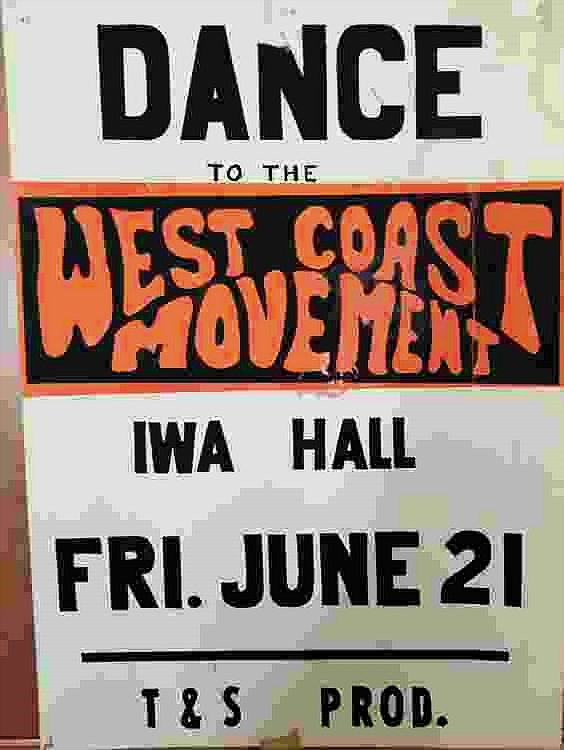 DANCE
TO THE
WEST COAST
MOVEMENT
IWA HALL
FRI. JUNE 21
T & S PROD.